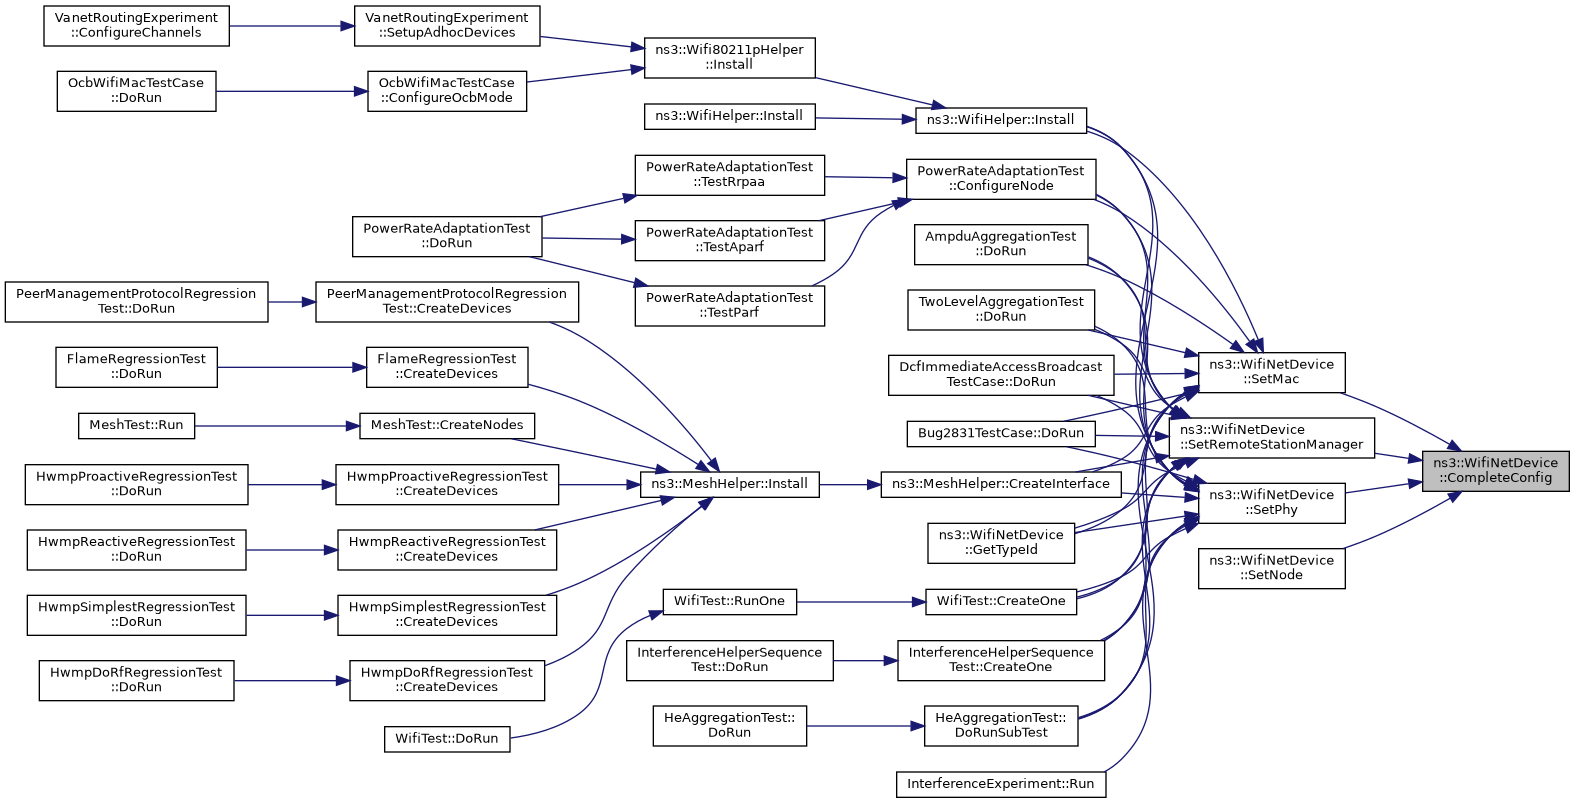 VanetRoutingExperiment
::ConfigureChannels
VanetRoutingExperiment
::SetupAdhocDevices
OcbWifiMacTestCase
::DoRun
OcbWifiMacTestCase
::ConfigureOcbMode
ns3::Wifi80211pHelper
::Install
ns3::WifiHelper::Install
ns3::WifiHelper::Install
PowerRateAdaptationTest
::TestRrpaa
PowerRateAdaptationTest
::ConfigureNode
PowerRateAdaptationTest
::DoRun
PowerRateAdaptationTest
::TestAparf
AmpduAggregationTest
::DoRun
PeerManagementProtocolRegression
Test::DoRun
PeerManagementProtocolRegression
Test::CreateDevices
PowerRateAdaptationTest
::TestParf
TwoLevelAggregationTest
::DoRun
FlameRegressionTest
::DoRun
FlameRegressionTest
::CreateDevices
DcfImmediateAccessBroadcast
TestCase::DoRun
ns3::WifiNetDevice
::SetMac
MeshTest::Run
MeshTest::CreateNodes
Bug2831TestCase::DoRun
ns3::WifiNetDevice
::SetRemoteStationManager
ns3::WifiNetDevice
::CompleteConfig
HwmpProactiveRegressionTest
::DoRun
HwmpProactiveRegressionTest
::CreateDevices
ns3::MeshHelper::Install
ns3::MeshHelper::CreateInterface
ns3::WifiNetDevice
::SetPhy
HwmpReactiveRegressionTest
::DoRun
HwmpReactiveRegressionTest
::CreateDevices
ns3::WifiNetDevice
::GetTypeId
ns3::WifiNetDevice
::SetNode
HwmpSimplestRegressionTest
::DoRun
HwmpSimplestRegressionTest
::CreateDevices
WifiTest::RunOne
WifiTest::CreateOne
HwmpDoRfRegressionTest
::DoRun
HwmpDoRfRegressionTest
::CreateDevices
InterferenceHelperSequence
Test::DoRun
InterferenceHelperSequence
Test::CreateOne
WifiTest::DoRun
HeAggregationTest::
DoRun
HeAggregationTest::
DoRunSubTest
InterferenceExperiment::Run